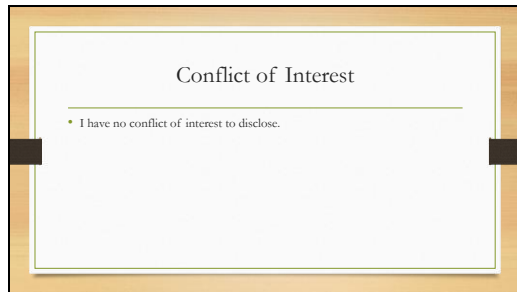 Conflict of Interest
• I have no conflict of interest to disclose.